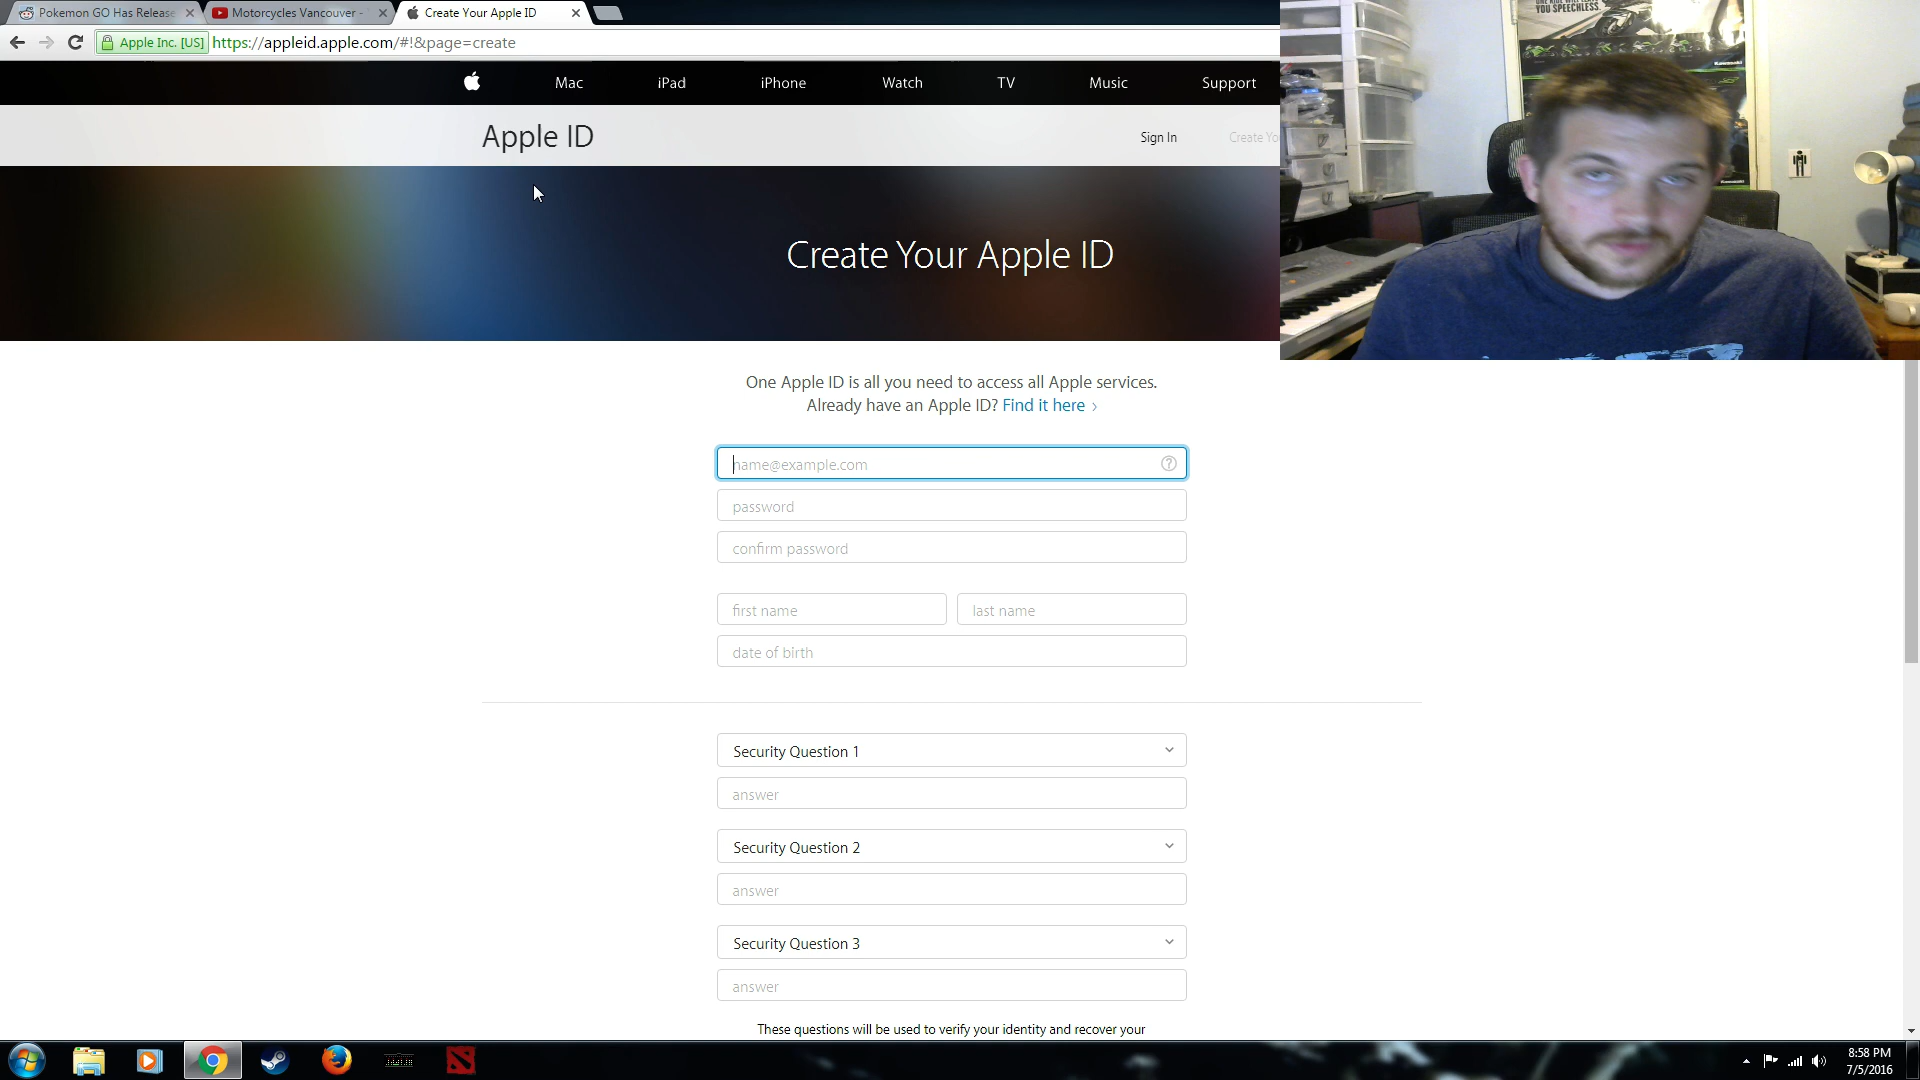 Pokemon GO Has Release
Motorcycles Vancouver -
Create Your Apple ID
Apple Inc. [US]
https://appleid.apple.com/#!&page=create
Mac
iPad
iPhone
Watch
TV
Music
Support
Apple ID
Sign In
Create Yo
Create Your Apple ID
One Apple ID is all you need to access all Apple services.
Already have an Apple ID? Find it here
name@example.com
password
confirm password
first name
last name
date of birth
Security Question 1
answer
Security Question 2
answer
Security Question 3
answer
These questions will be used to verify your identity and recover your
8:58 PM
7/5/2016
YOU SPEECHLESS.
Kawasaki